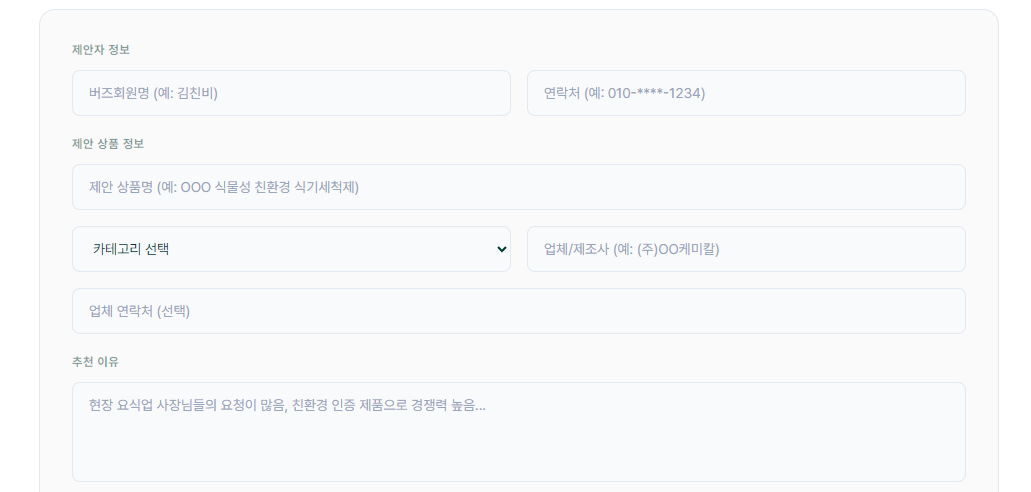 제안자 정보
버즈회원명 (예: 김친비)
연락처 (예: 010-****-1234)
제안 상품 정보
제안 상품명 (예: OOO 식물성 친환경 식기세척제)
카테고리 선택
업체/제조사 (예: (주)OO케미칼)
업체 연락처 (선택)
추천 이유
현장 요식업 사장님들의 요청이 많음, 친환경 인증 제품으로 경쟁력 높음...